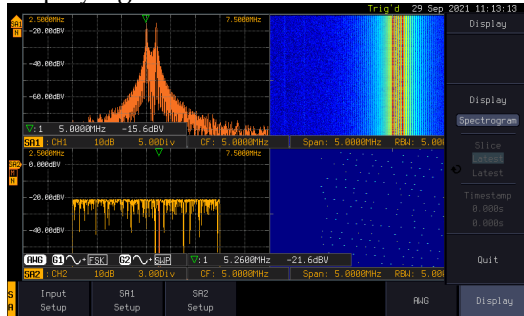 Trig'd 29 Sep 2021 11:13:13
Display
SA1
N
2.5000MHz 7.5000MHz
-20.00dBV
-40.00dBV
-60.00dBV
-80.00dBV
▽:1 5.0000MHz -15.6dBV
SA1 : CH1 10dB 5.00Div CF: 5.0000MHz Span: 5.0000MHz RBW: 5.00
Display
Spectrogram
Slice
Latest
Latest
Timestamp
0.000s
0.000s
Quit
SA2
N
2.5000MHz 7.5000MHz
0.000dBV
-20.00dBV
-40.00dBV
AWG G1 + FSK G2 + SWP ▽:1 5.2600MHz -21.6dBV
SA2 : CH2 10dB 3.00Div CF: 5.0000MHz Span: 5.0000MHz RBW: 5.00
SA
Input Setup
SA1 Setup
SA2 Setup
AWG
Display